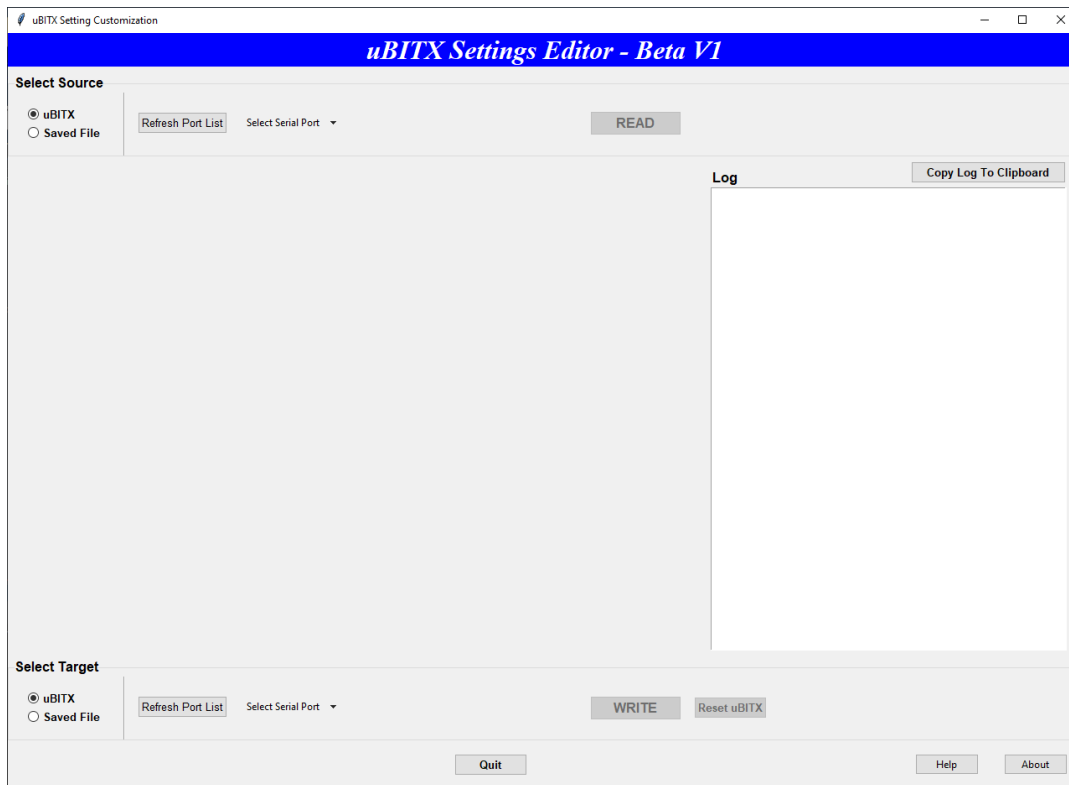 uBITX Setting Customization
uBITX Settings Editor - Beta V1
Select Source
uBITX
Saved File
Refresh Port List
Select Serial Port
READ
Log
Copy Log To Clipboard
Select Target
uBITX
Saved File
Refresh Port List
Select Serial Port
WRITE
Reset uBITX
Quit
Help
About